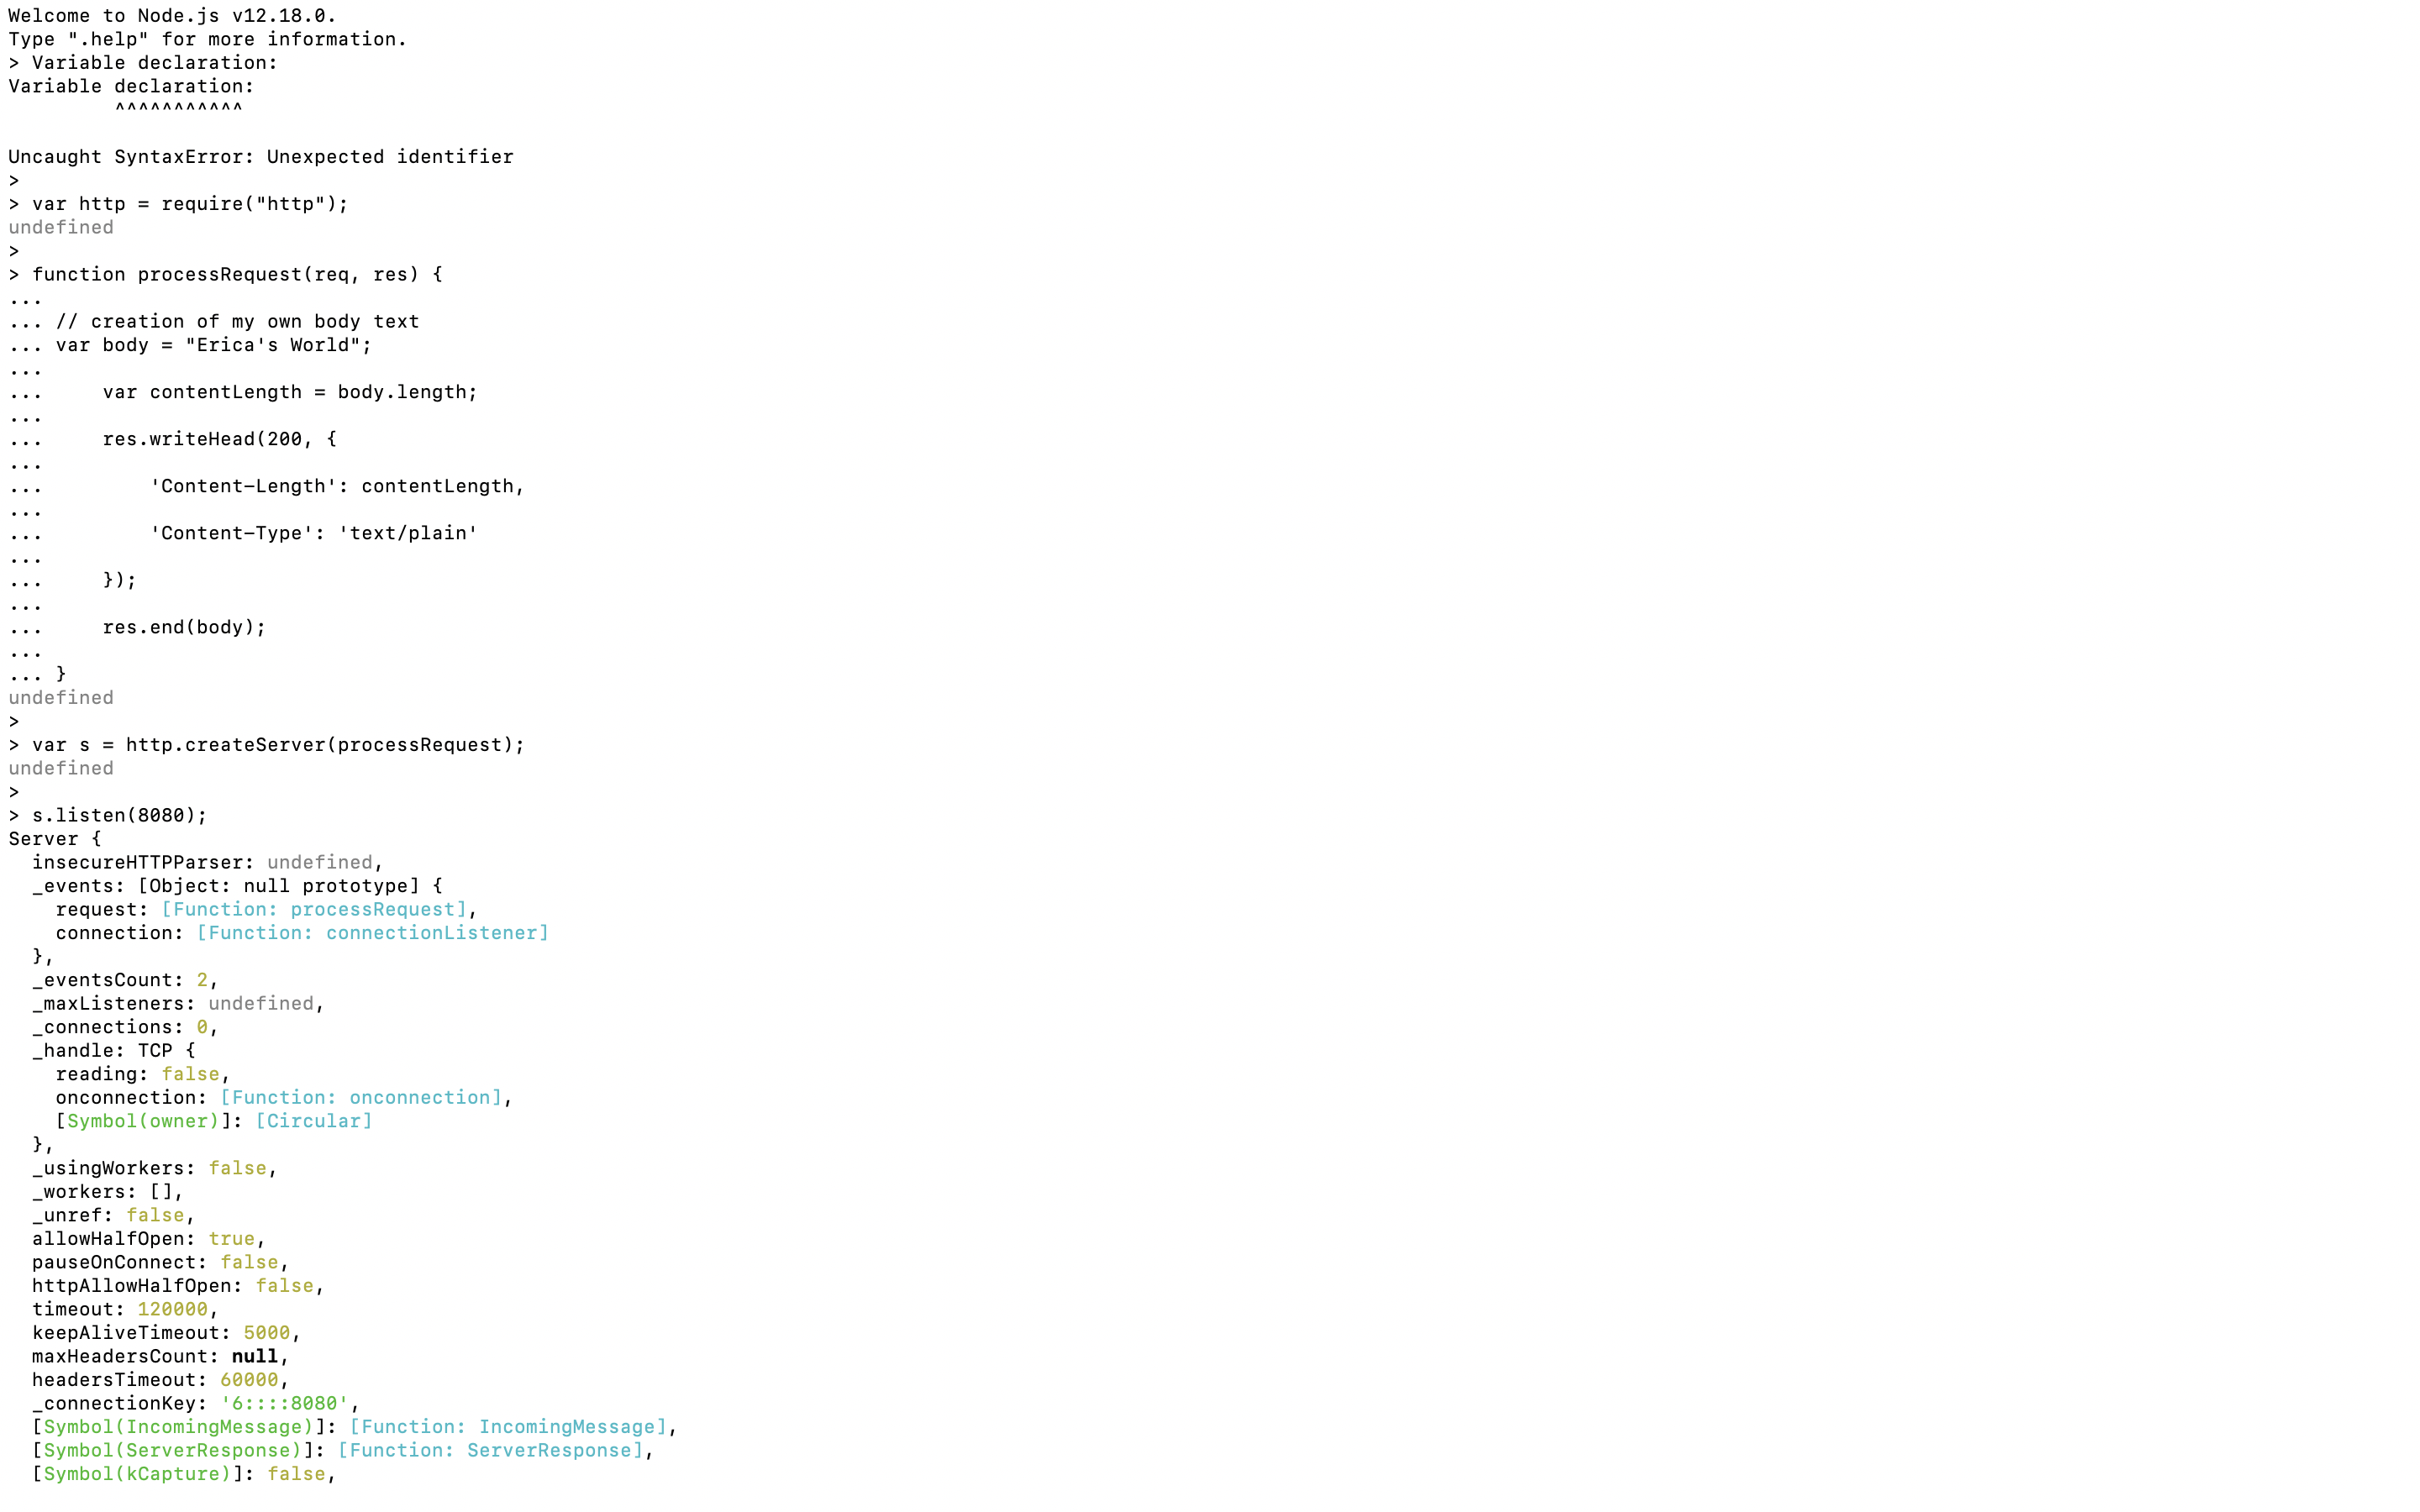 Welcome to Node.js v12.18.0.
Type ".help" for more information.
> Variable declaration:
Variable declaration:
         ^^^^^^^^^^^

Uncaught SyntaxError: Unexpected identifier
>
> var http = require("http");
undefined
>
> function processRequest(req, res) {
...
... // creation of my own body text
... var body = "Erica's World";
...
...     var contentLength = body.length;
...
...     res.writeHead(200, {
...
...         'Content-Length': contentLength,
...
...         'Content-Type': 'text/plain'
...
...     });
...
...     res.end(body);
...
... }
undefined
>
> var s = http.createServer(processRequest);
undefined
>
> s.listen(8080);
Server {
  insecureHTTPParser: undefined,
  _events: [Object: null prototype] {
    request: [Function: processRequest],
    connection: [Function: connectionListener]
  },
  _eventsCount: 2,
  _maxListeners: undefined,
  _connections: 0,
  _handle: TCP {
    reading: false,
    onconnection: [Function: onconnection],
    [Symbol(owner)]: [Circular]
  },
  _usingWorkers: false,
  _workers: [],
  _unref: false,
  allowHalfOpen: true,
  pauseOnConnect: false,
  httpAllowHalfOpen: false,
  timeout: 120000,
  keepAliveTimeout: 5000,
  maxHeadersCount: null,
  headersTimeout: 60000,
  _connectionKey: '6::::8080',
  [Symbol(IncomingMessage)]: [Function: IncomingMessage],
  [Symbol(ServerResponse)]: [Function: ServerResponse],
  [Symbol(kCapture)]: false,